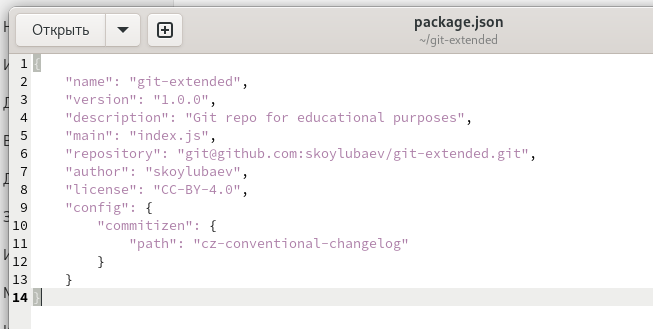 Открыть
package.json
~/git-extended
1 {
2     "name": "git-extended",
3     "version": "1.0.0",
4     "description": "Git repo for educational purposes",
5     "main": "index.js",
6     "repository": "git@github.com:skoylubaev/git-extended.git",
7     "author": "skoylubaev",
8     "license": "CC-BY-4.0",
9     "config": {
10         "commitizen": {
11             "path": "cz-conventional-changelog"
12         }
13     }
14 }